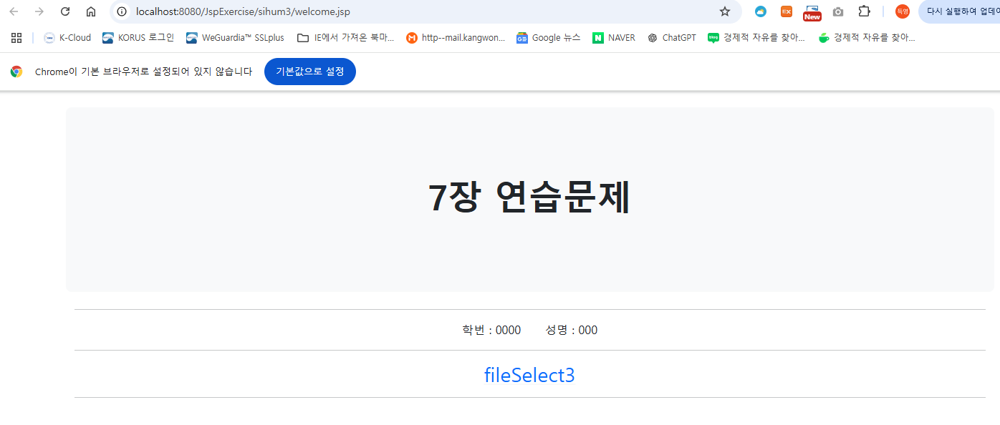 localhost:8080/JspExercise/sihum3/welcome.jsp
EX
New
특명
다시 실행하여 업데이
K-Cloud
KORUS 로그인
WeGuardia™ SSLplus
IE에서 가져온 북마...
M
http--mail.kangwon...
GE
Google 뉴스
N
NAVER
ChatGPT
blog
경제적 자유를 찾아...
경제적 자유를 찾아...
Chrome이 기본 브라우저로 설정되어 있지 않습니다
기본값으로 설정
7장 연습문제
학번 : 0000 성명 : 000
fileSelect3